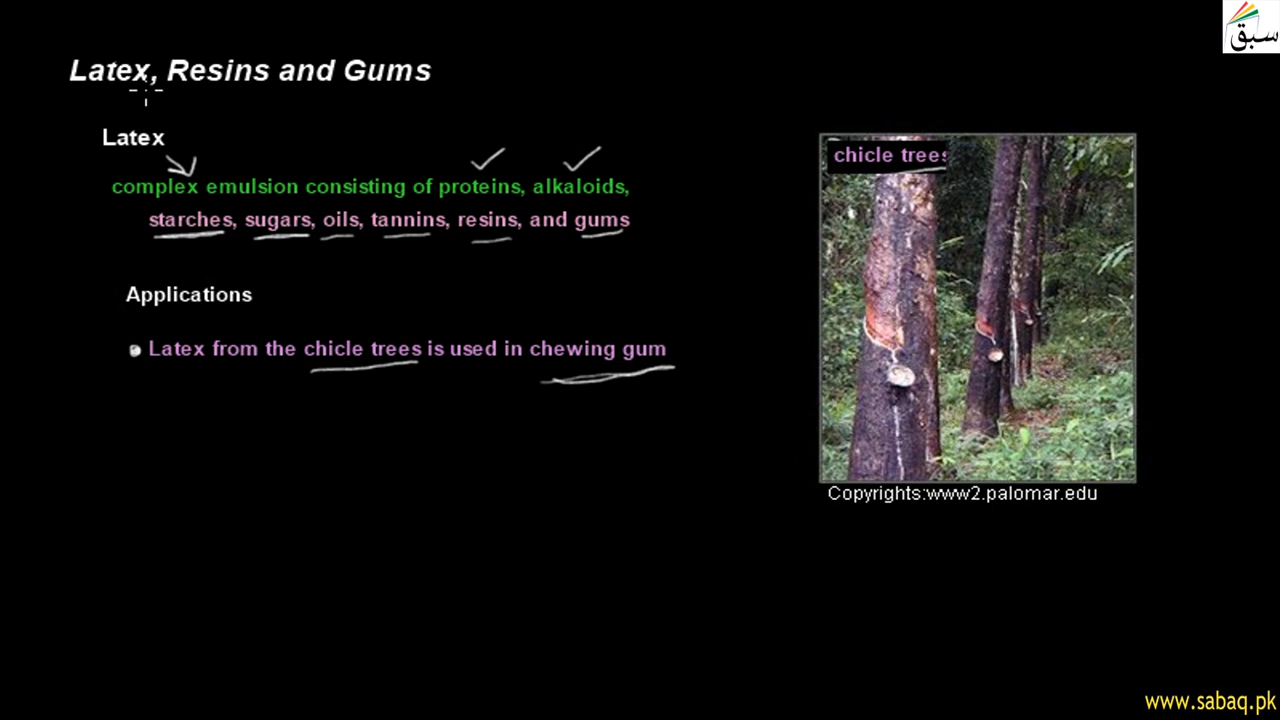 سبق
Latex, Resins and Gums
Latex
complex emulsion consisting of proteins, alkaloids,
starches, sugars, oils, tannins, resins, and gums
Applications
Latex from the chicle trees is used in chewing gum
chicle trees
Copyrights:www2.palomar.edu
www.sabaq.pk